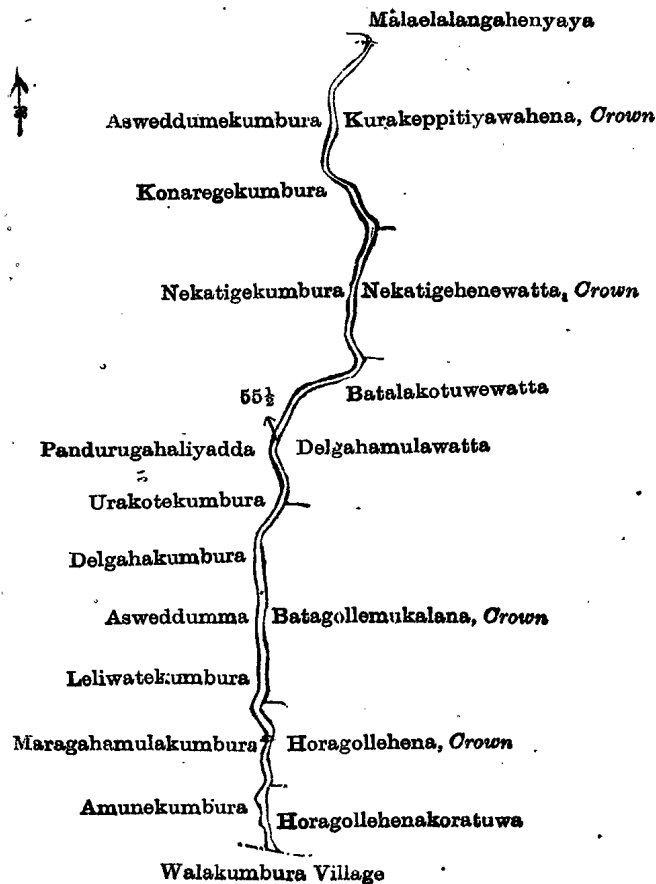 Mâlaelalangahenyaya
Asweddumekumbura Kurakeppitiyawahena, Crown
Konaregekumbura
Nekatigekumbura Nekatigehenewatta, Crown
Batalakotuwewatta
55½
Pandurugahaliyadda Delgahamulawatta
Urakotekumbura
Delgahakumbura
Asweddumma Batagollemukalana, Crown
Leliwatekumbura
Maragahamulakumbura Horagollehena, Crown
Amunekumbura
Horagollehenakoratuwa
Walakumbura Village